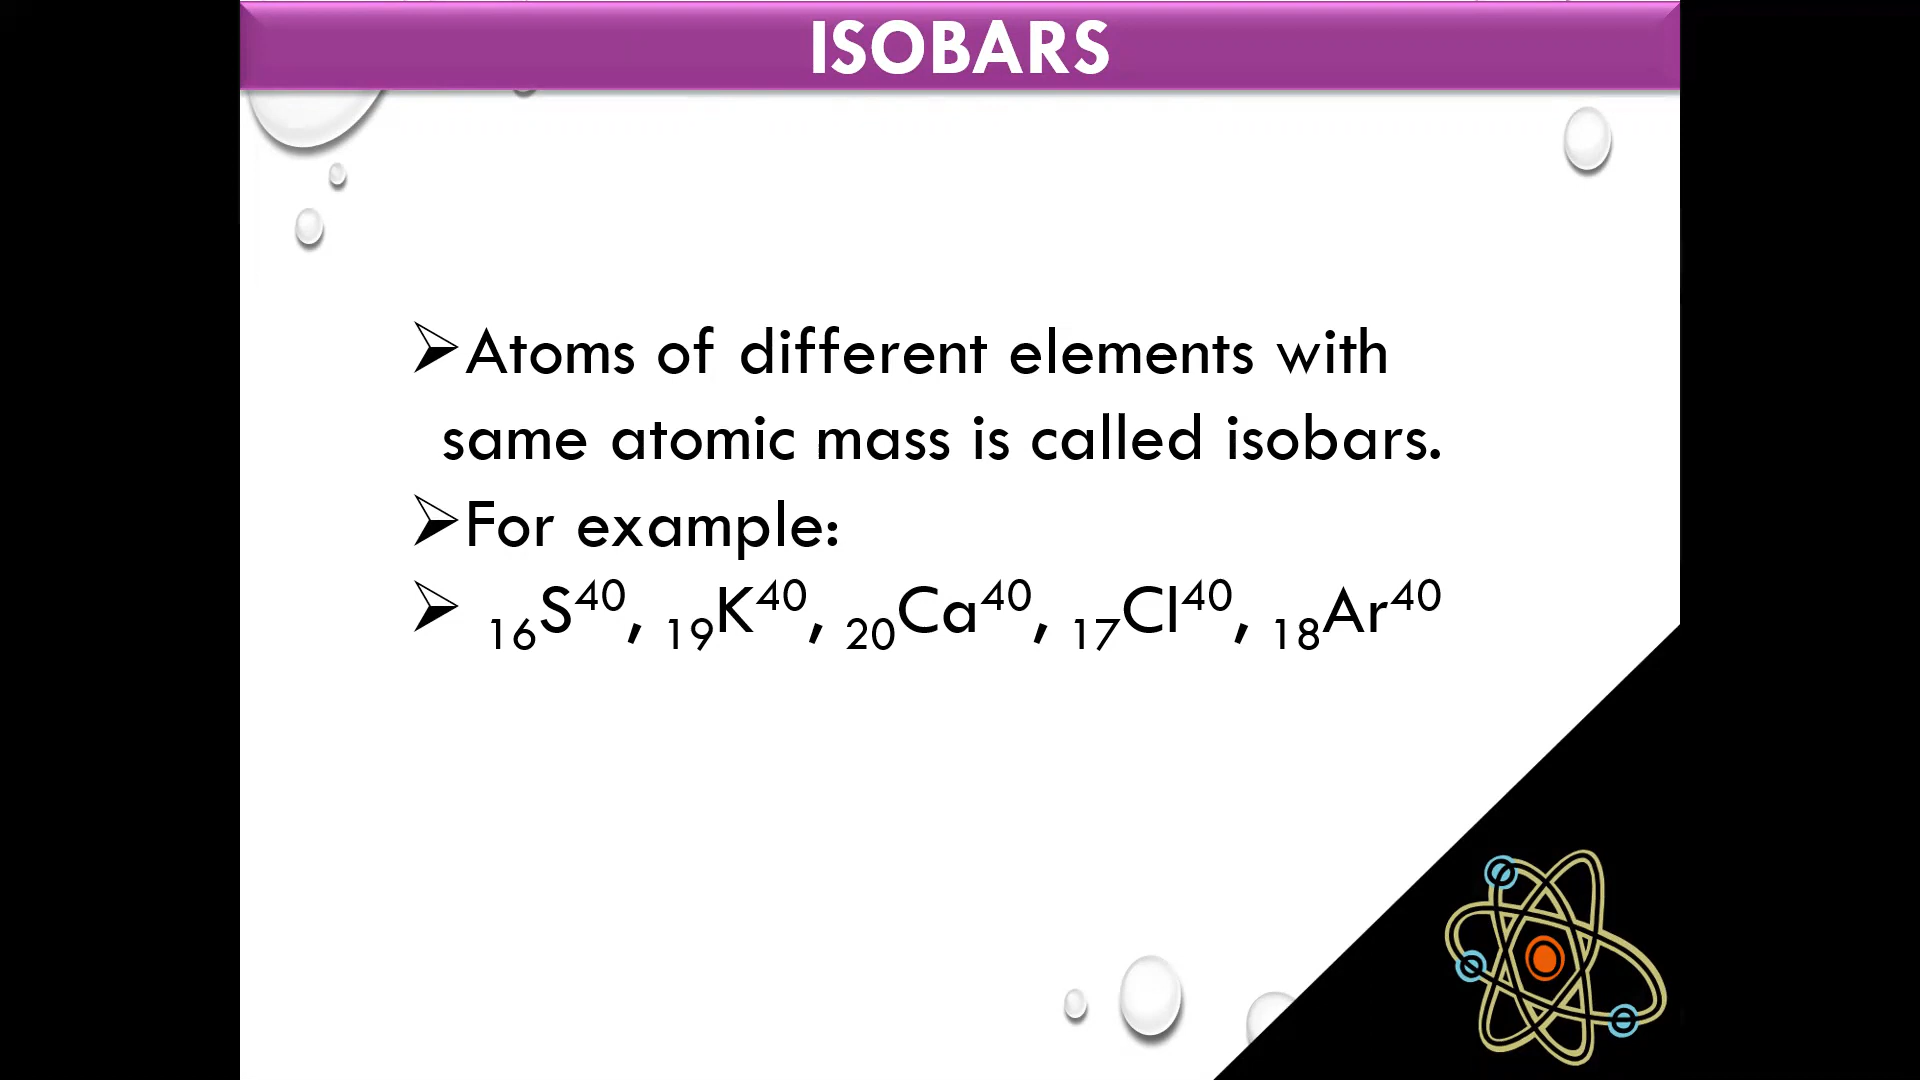 ISOBARS
➢Atoms of different elements with
same atomic mass is called isobars.
➢For example:
➢ ₁₆S⁴⁰, ₁₉K⁴⁰, ₂₀Ca⁴⁰, ₁₇Cl⁴⁰, ₁₈Ar⁴⁰